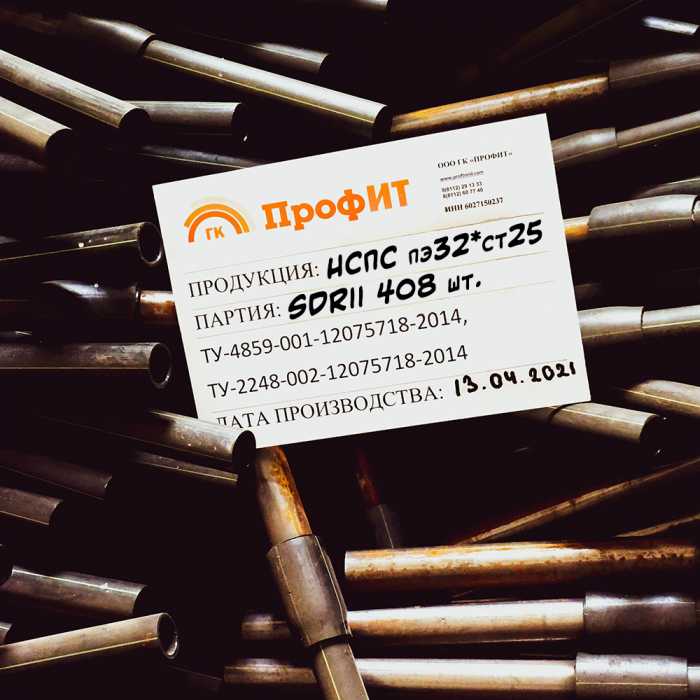 ГК
ПрофИТ
ООО ГК «ПРОФИТ»
www.profitsnd.com
8(8112) 29 13 33
8(8112) 60 77 40
ИНН 6027150237
ПРОДУКЦИЯ: НСПС ПЭ32*СТ25
ПАРТИЯ: SDR11 408 шт.
ТУ-4859-001-12075718-2014,
ТУ-2248-002-12075718-2014
ДАТА ПРОИЗВОДСТВА: 13.04.2021